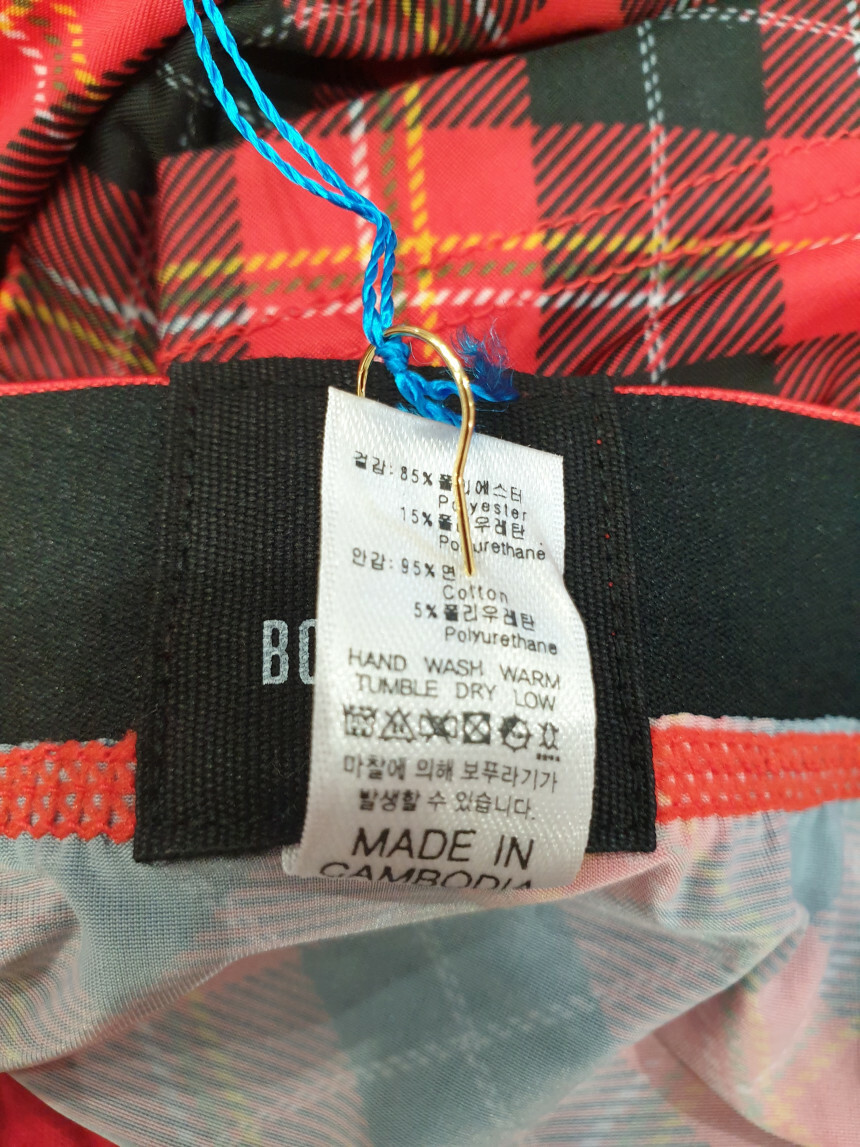 겉감: 85% 폴리에스터
Polyester
15% 폴리우레탄
Polyurethane
안감: 95% 면
Cotton
5% 폴리우레탄
Polyurethane
BO
HAND WASH WARM
TUMBLE DRY LOW
마찰에 의해 보푸라기가
발생할 수 있습니다.
MADE IN
CAMBODIA